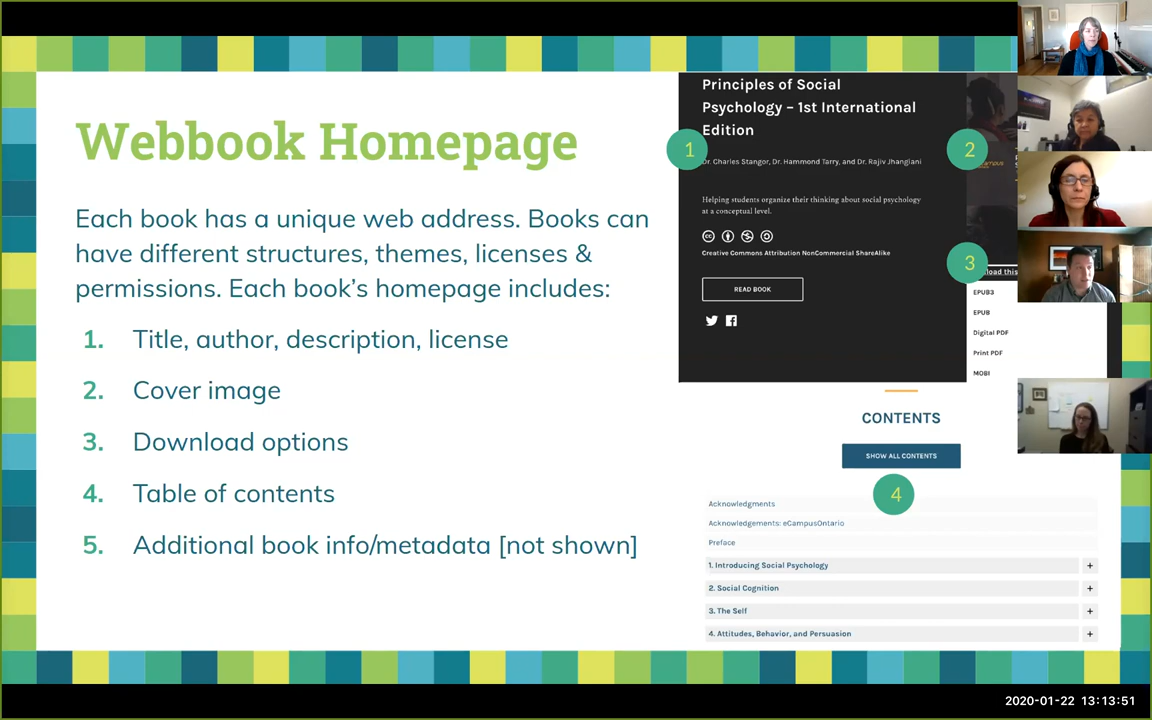 Webbook Homepage
Each book has a unique web address. Books can
have different structures, themes, licenses &
permissions. Each book's homepage includes:
1. Title, author, description, license
2. Cover image
3. Download options
4. Table of contents
5. Additional book info/metadata [not shown]
Principles of Social
Psychology – 1st International
Edition
1
Dr. Charles Stangor, Dr. Hammond Tarry, and Dr. Rajiv Jhangiani
Helping students organize their thinking about social psychology
at a conceptual level.
Creative Commons Attribution NonCommercial ShareAlike
READ BOOK
2
3
this
EPUB3
EPUB
Digital PDF
Print PDF
MOBI
CONTENTS
SHOW ALL CONTENTS
4
Acknowledgments
Acknowledgements: eCampusOntario
Preface
1. Introducing Social Psychology +
2. Social Cognition +
3. The Self +
4. Attitudes, Behavior, and Persuasion +
2020-01-22 13:13:51